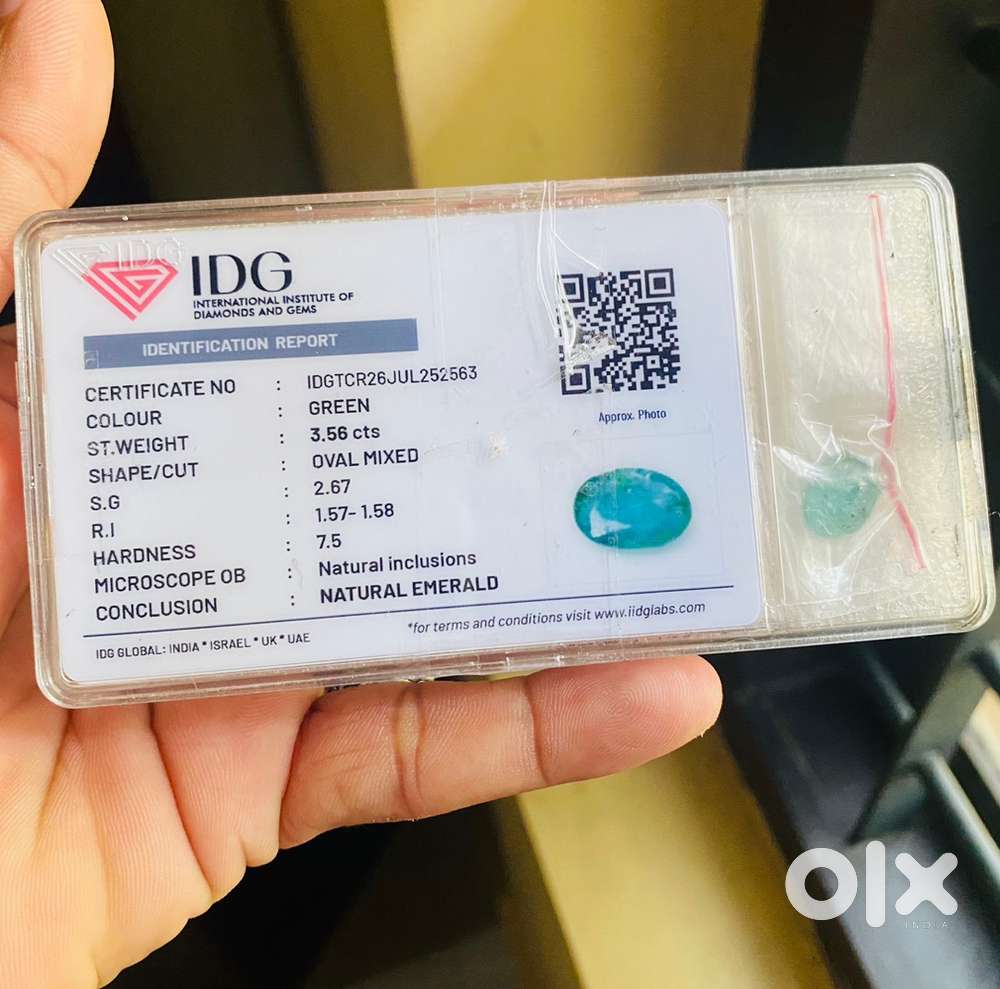 IDG
IDG
INTERNATIONAL INSTITUTE OF
DIAMONDS AND GEMS
IDENTIFICATION REPORT
CERTIFICATE NO : IDGTCR26JUL252563
COLOUR : GREEN
ST.WEIGHT : 3.56 cts
SHAPE/CUT : OVAL MIXED
S.G : 2.67
R.I : 1.57- 1.58
HARDNESS : 7.5
MICROSCOPE OB : Natural inclusions
CONCLUSION : NATURAL EMERALD
Approx. Photo
*for terms and conditions visit www.iidglabs.com
IDG GLOBAL: INDIA * ISRAEL * UK * UAE
olx
INDIA